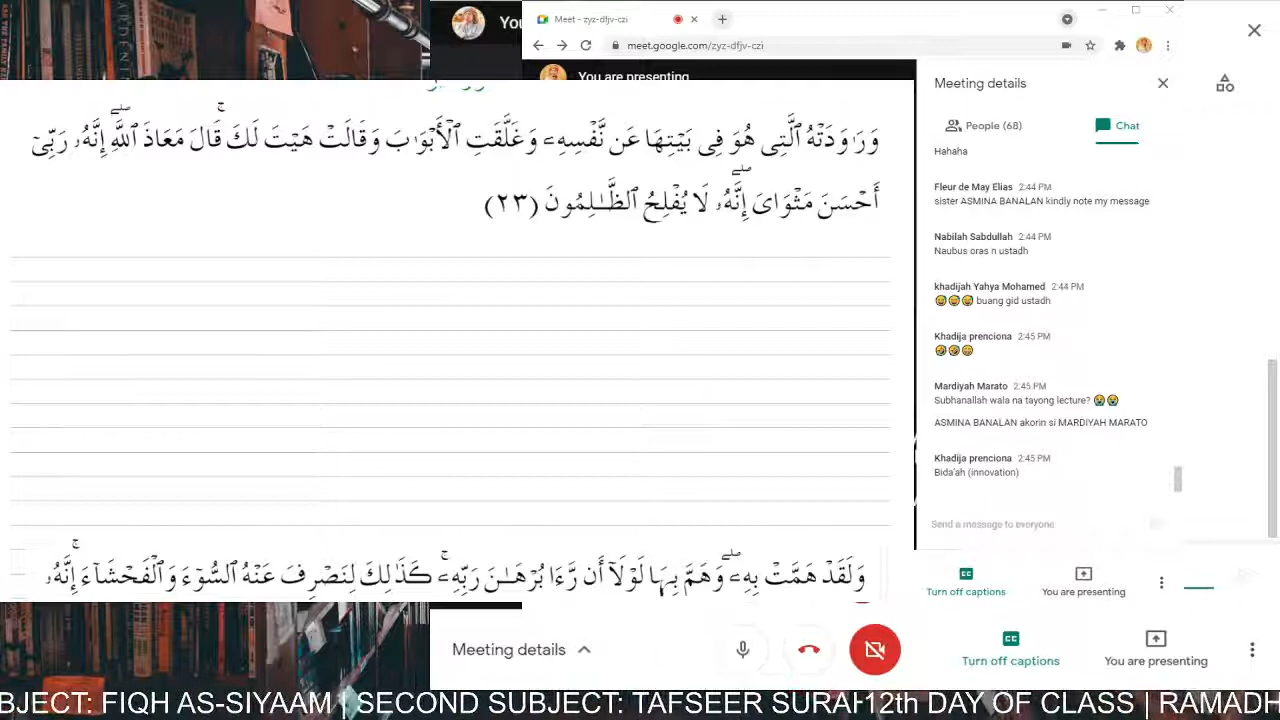 You
Meet - zyz-dfjv-czi
meet.google.com/zyz-dfjv-czi
You are presenting
وَرَٰوَدَتْهُ ٱلَّتِى هُوَ فِى بَيْتِهَا عَن نَّفْسِهِۦ وَغَلَّقَتِ ٱلْأَبْوَٰبَ وَقَالَتْ هَيْتَ لَكَ ۚ قَالَ مَعَاذَ ٱللَّهِ ۖ إِنَّهُۥ رَبِّىٓ
أَحْسَنَ مَثْوَاىَ ۖ إِنَّهُۥ لَا يُفْلِحُ ٱلظَّـٰلِمُونَ (٢٣)
وَلَقَدْ هَمَّتْ بِهِۦ ۖ وَهَمَّ بِهَا لَوْلَآ أَن رَّءَا بُرْهَـٰنَ رَبِّهِۦ ۚ كَذَٰلِكَ لِنَصْرِفَ عَنْهُ ٱلسُّوٓءَ وَٱلْفَحْشَآءَ ۚ إِنَّهُۥ
Meeting details
People (68)
Chat
Hahaha
Fleur de May Elias 2:44 PM
sister ASMINA BANALAN kindly note my message
Nabilah Sabdullah 2:44 PM
Naubus oras n ustadh
khadijah Yahya Mohamed 2:44 PM
😅😅😅 buang gid ustadh
Khadija prenciona 2:45 PM
🤣🤣😂
Mardiyah Marato 2:45 PM
Subhanallah wala na tayong lecture? 😭😭
ASMINA BANALAN akorin si MARDIYAH MARATO
Khadija prenciona 2:45 PM
Bida'ah (innovation)
Send a message to everyone
Turn off captions
You are presenting
Meeting details
Turn off captions
You are presenting
BJECT: FIQH AS-SIYAAM | SECOND SUBJECT: TAFSEER SURAH
12th DAY OF CLASS | RAMADH